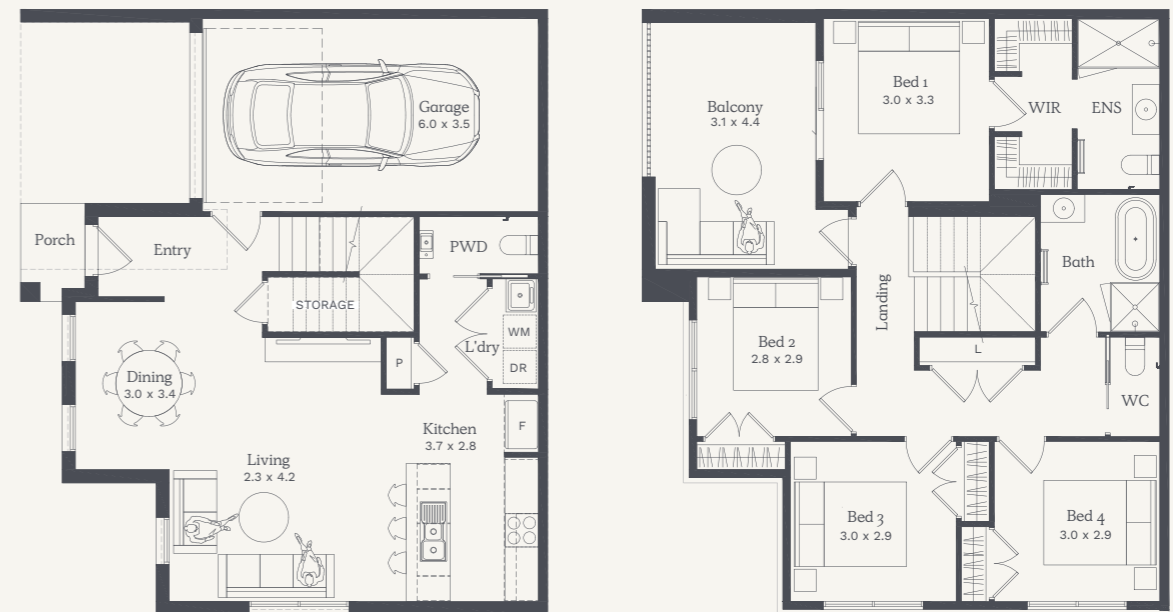 Garage
6.0 x 3.5
Porch
Entry
PWD
STORAGE
WM
L'dry
DR
P
Dining
3.0 x 3.4
F
Kitchen
3.7 x 2.8
Living
2.3 x 4.2
Bed 1
3.0 x 3.3
Balcony
3.1 x 4.4
WIR
ENS
Bath
Landing
Bed 2
2.8 x 2.9
L
WC
Bed 3
3.0 x 2.9
Bed 4
3.0 x 2.9